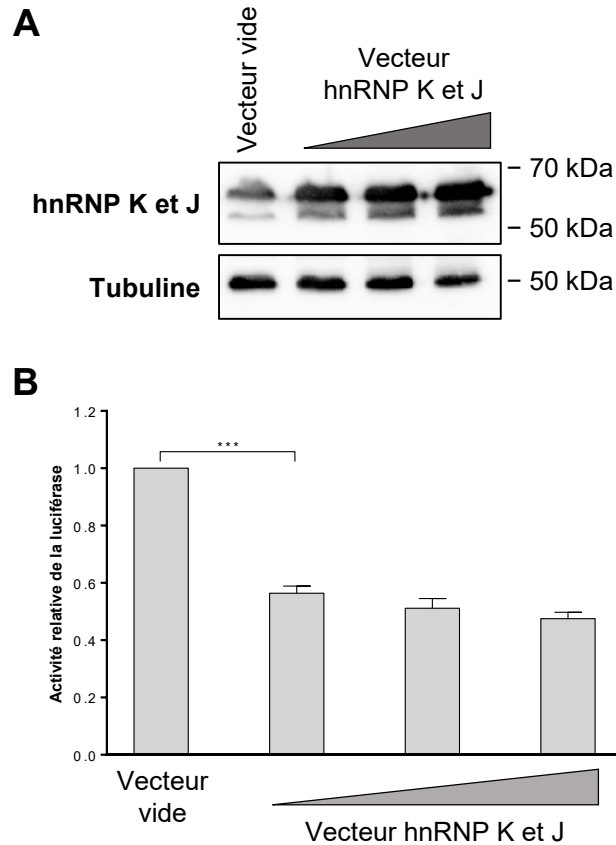 A
Vecteur vide
Vecteur
hnRNP K et J
hnRNP K et J
– 70 kDa
– 50 kDa
Tubuline
– 50 kDa
B
Activité relative de la luciférase
1.2
1.0
0.8
0.6
0.4
0.2
0.0
***
Vecteur
vide
Vecteur hnRNP K et J